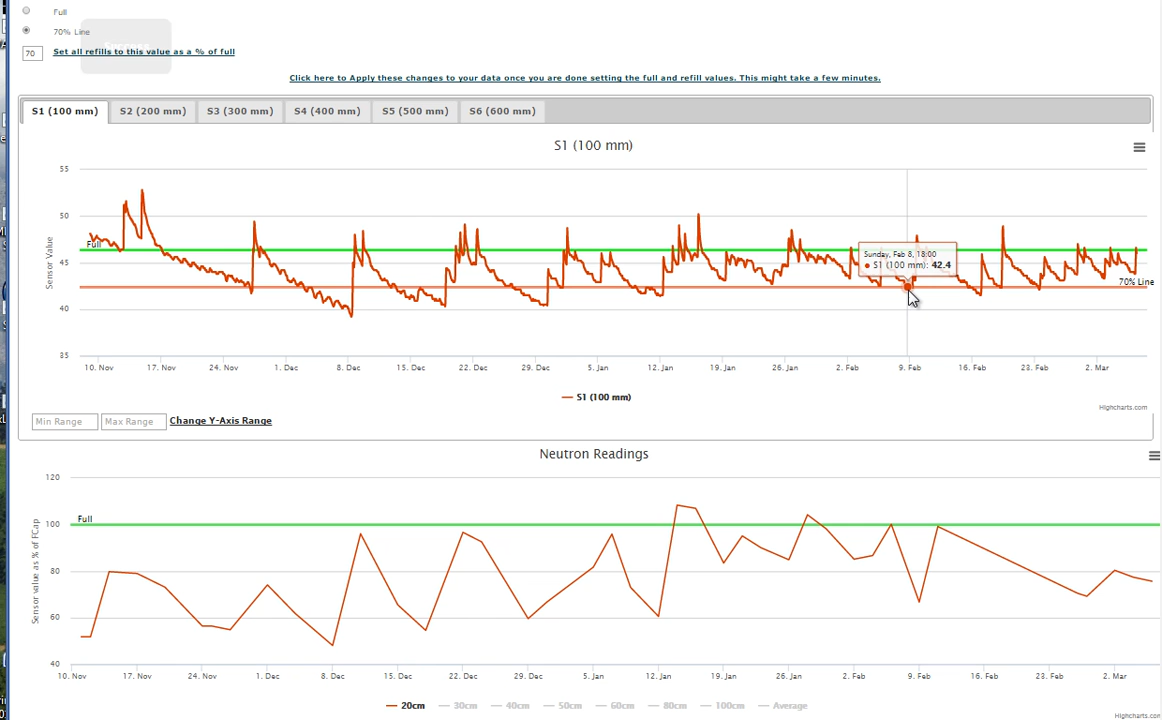 Full
70% Line
70 Set all refills to this value as a % of full
Click here to Apply these changes to your data once you are done setting the full and refill values. This might take a few minutes.
S1 (100 mm) S2 (200 mm) S3 (300 mm) S4 (400 mm) S5 (500 mm) S6 (600 mm)
S1 (100 mm)
55
50
45
40
35
Sensor Value
Full
Sunday, Feb 8, 18:00
S1 (100 mm): 42.4
70% Line
10. Nov 17. Nov 24. Nov 1. Dec 8. Dec 15. Dec 22. Dec 29. Dec 5. Jan 12. Jan 19. Jan 26. Jan 2. Feb 9. Feb 16. Feb 23. Feb 2. Mar
S1 (100 mm)
Highcharts.com
Min Range Max Range Change Y-Axis Range
Neutron Readings
120
100
80
60
40
Sensor value as % of FCap
Full
10. Nov 17. Nov 24. Nov 1. Dec 8. Dec 15. Dec 22. Dec 29. Dec 5. Jan 12. Jan 19. Jan 26. Jan 2. Feb 9. Feb 16. Feb 23. Feb 2. Mar
20cm 30cm 40cm 50cm 60cm 80cm 100cm Average
Highcharts.con